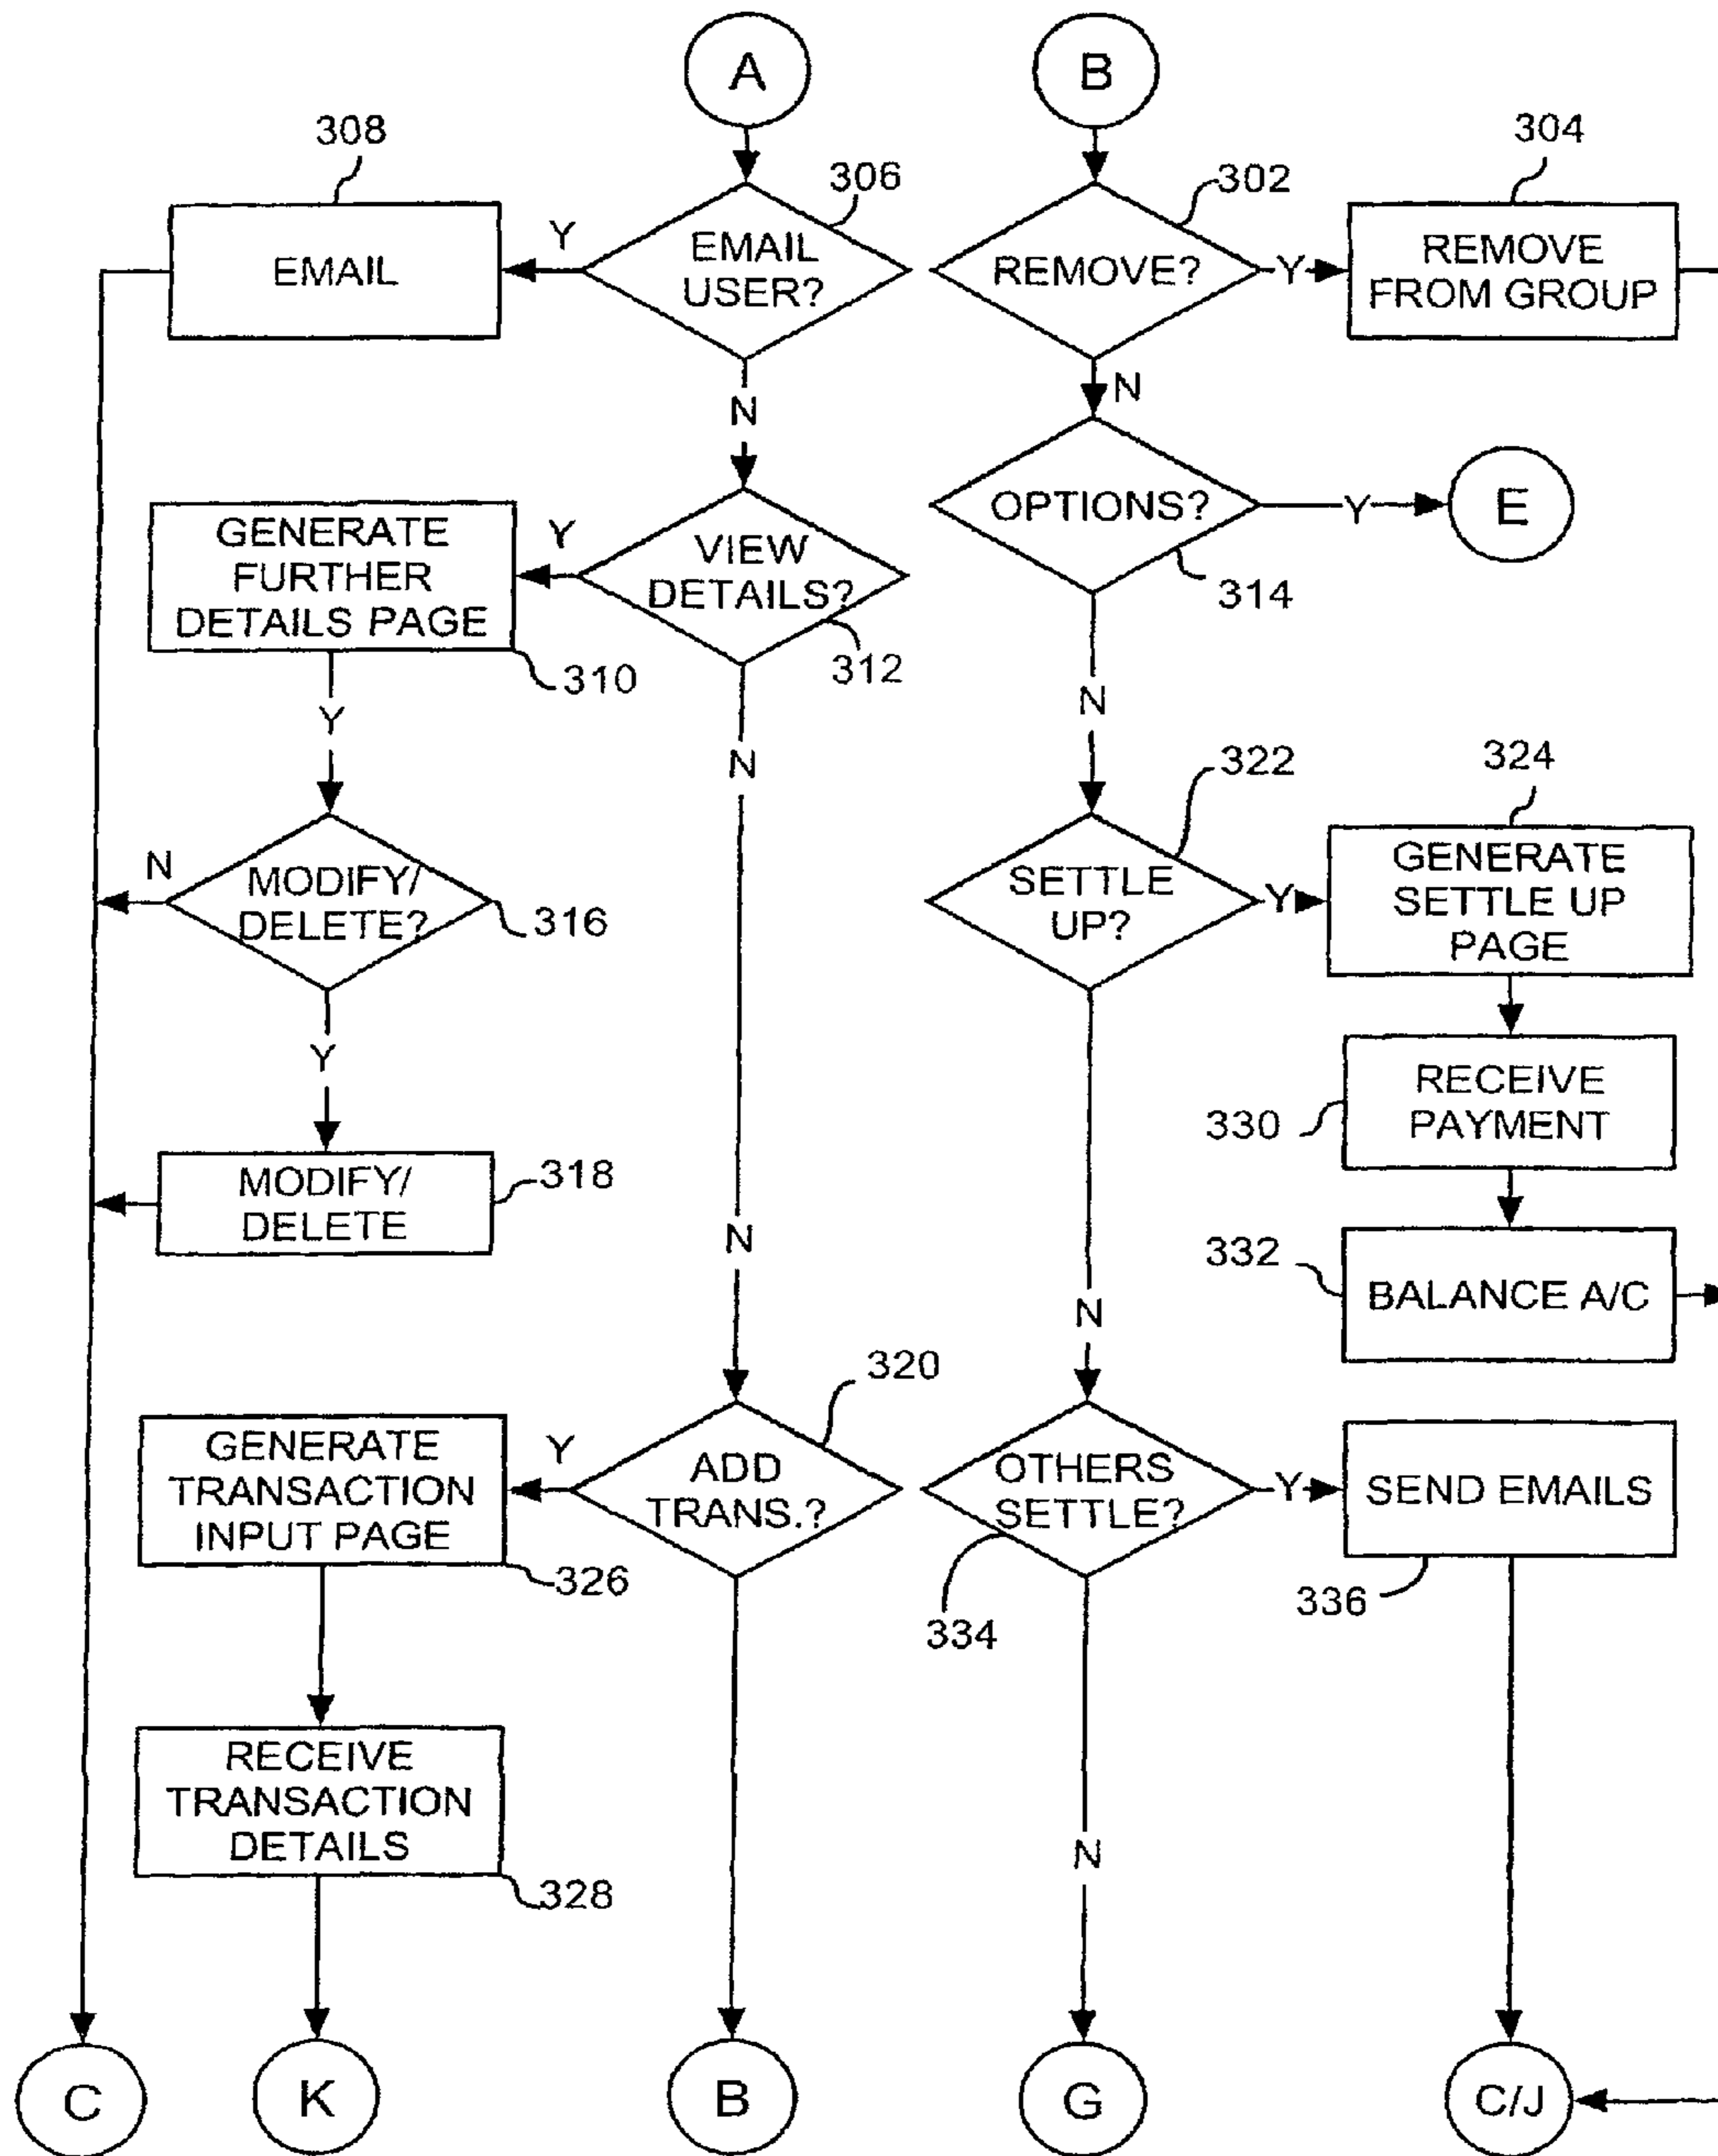 A
B
308
306
302
304
EMAIL
Y
EMAIL
USER?
REMOVE?
Y
REMOVE
FROM GROUP
N
N
GENERATE
FURTHER
DETAILS PAGE
Y
VIEW
DETAILS?
OPTIONS?
Y
E
310
312
314
Y
N
N
322
324
N
MODIFY/
DELETE?
316
SETTLE
UP?
Y
GENERATE
SETTLE UP
PAGE
Y
330
RECEIVE
PAYMENT
MODIFY/
DELETE
318
N
332
BALANCE A/C
N
320
GENERATE
TRANSACTION
INPUT PAGE
Y
ADD
TRANS.?
OTHERS
SETTLE?
Y
SEND EMAILS
326
334
336
RECEIVE
TRANSACTION
DETAILS
328
N
C
K
B
G
C/J